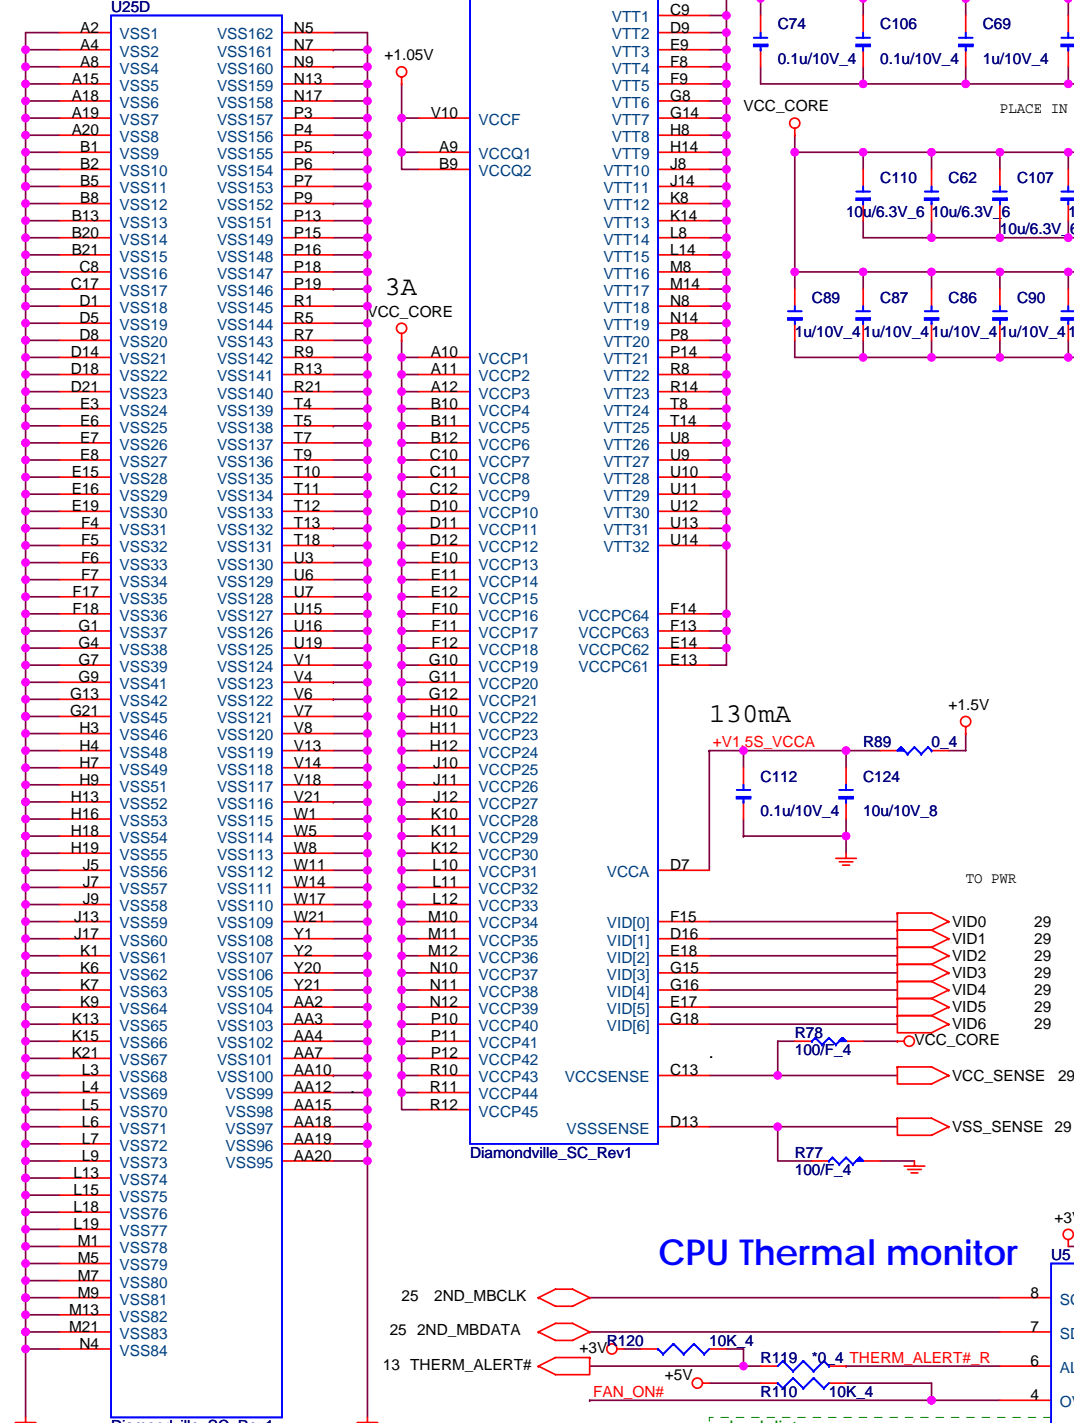 U25D
A2 VSS1 VSS162 N5
A4 VSS2 VSS161 N7
A8 VSS4 VSS160 N9
A15 VSS5 VSS159 N13
A18 VSS6 VSS158 N17
A19 VSS7 VSS157 P3
A20 VSS8 VSS156 P4
B1 VSS9 VSS155 P5
B2 VSS10 VSS154 P6
B5 VSS11 VSS153 P7
B8 VSS12 VSS152 P9
B13 VSS13 VSS151 P13
B20 VSS14 VSS149 P15
B21 VSS15 VSS148 P16
C8 VSS16 VSS147 P18
C17 VSS17 VSS146 P19
D1 VSS18 VSS145 R1
D5 VSS19 VSS144 R5
D8 VSS20 VSS143 R7
D14 VSS21 VSS142 R9
D18 VSS22 VSS141 R13
D21 VSS23 VSS140 R21
E3 VSS24 VSS139 T4
E6 VSS25 VSS138 T5
E7 VSS26 VSS137 T7
E8 VSS27 VSS136 T9
E15 VSS28 VSS135 T10
E16 VSS29 VSS134 T11
E19 VSS30 VSS133 T12
F4 VSS31 VSS132 T13
F5 VSS32 VSS131 T18
F6 VSS33 VSS130 U3
F7 VSS34 VSS129 U6
F17 VSS35 VSS128 U7
F18 VSS36 VSS127 U15
G1 VSS37 VSS126 U16
G4 VSS38 VSS125 U19
G7 VSS39 VSS124 V1
G9 VSS41 VSS123 V4
G13 VSS42 VSS122 V6
G21 VSS45 VSS121 V7
H3 VSS46 VSS120 V8
H4 VSS48 VSS119 V13
H7 VSS49 VSS118 V14
H9 VSS51 VSS117 V18
H13 VSS52 VSS116 V21
H16 VSS53 VSS115 W1
H18 VSS54 VSS114 W5
H19 VSS55 VSS113 W8
J5 VSS56 VSS112 W11
J7 VSS57 VSS111 W14
J9 VSS58 VSS110 W17
J13 VSS59 VSS109 W21
J17 VSS60 VSS108 Y1
K1 VSS61 VSS107 Y2
K6 VSS62 VSS106 Y20
K7 VSS63 VSS105 Y21
K9 VSS64 VSS104 AA2
K13 VSS65 VSS103 AA3
K15 VSS66 VSS102 AA4
K21 VSS67 VSS101 AA7
L3 VSS68 VSS100 AA10
L4 VSS69 VSS99 AA12
L5 VSS70 VSS98 AA15
L6 VSS71 VSS97 AA18
L7 VSS72 VSS96 AA19
L9 VSS73 VSS95 AA20
L13 VSS74
L15 VSS75
L18 VSS76
L19 VSS77
M1 VSS78
M5 VSS79
M7 VSS80
M9 VSS81
M13 VSS82
M21 VSS83
N4 VSS84
Diamondville_SC_Rev1
+1.05V
V10 VCCF
A9 VCCQ1
B9 VCCQ2
3A
VCC_CORE
A10 VCCP1
A11 VCCP2
A12 VCCP3
B10 VCCP4
B11 VCCP5
B12 VCCP6
C10 VCCP7
C11 VCCP8
C12 VCCP9
D10 VCCP10
D11 VCCP11
D12 VCCP12
E10 VCCP13
E11 VCCP14
E12 VCCP15
F10 VCCP16
F11 VCCP17
F12 VCCP18
G10 VCCP19
G11 VCCP20
G12 VCCP21
H10 VCCP22
H11 VCCP23
H12 VCCP24
J10 VCCP25
J11 VCCP26
J12 VCCP27
K10 VCCP28
K11 VCCP29
K12 VCCP30
L10 VCCP31
L11 VCCP32
L12 VCCP33
M10 VCCP34
M11 VCCP35
M12 VCCP36
N10 VCCP37
N11 VCCP38
N12 VCCP39
P10 VCCP40
P11 VCCP41
P12 VCCP42
R10 VCCP43
R11 VCCP44
R12 VCCP45
VTT1 C9
VTT2 D9
VTT3 E9
VTT4 F8
VTT5 F9
VTT6 G8
VTT7 G14
VTT8 H8
VTT9 H14
VTT10 J8
VTT11 J14
VTT12 K8
VTT13 K14
VTT14 L8
VTT15 L14
VTT16 M8
VTT17 M14
VTT18 N8
VTT19 N14
VTT20 P8
VTT21 P14
VTT22 R8
VTT23 R14
VTT24 T8
VTT25 T14
VTT26 U8
VTT27 U9
VTT28 U10
VTT29 U11
VTT30 U12
VTT31 U13
VTT32 U14
VCCPC64 F14
VCCPC63 F13
VCCPC62 E14
VCCPC61 E13
VCCA D7
VID[0] F15
VID[1] D16
VID[2] E18
VID[3] G15
VID[4] G16
VID[5] E17
VID[6] G18
VCCSENSE C13
VSSSENSE D13
Diamondville_SC_Rev1
C74 C106 C69
0.1u/10V_4 0.1u/10V_4 1u/10V_4
VCC_CORE PLACE IN
C110 C62 C107
10u/6.3V_6 10u/6.3V_6 10u/6.3V_6
C89 C87 C86 C90
1u/10V_4 1u/10V_4 1u/10V_4 1u/10V_4
130mA
+1.5V
+V1.5S_VCCA R89 0_4
C112 C124
0.1u/10V_4 10u/10V_8
TO PWR
VID0 29
VID1 29
VID2 29
VID3 29
VID4 29
VID5 29
VID6 29
R78 VCC_CORE
100/F_4
VCC_SENSE 29
VSS_SENSE 29
R77
100/F_4
CPU Thermal monitor
U5
25 2ND_MBCLK 8
25 2ND_MBDATA 7
+3V R120 10K_4
13 THERM_ALERT# R119 *0_4 THERM_ALERT#_R 6
+5V
FAN_ON# R110 10K_4 4